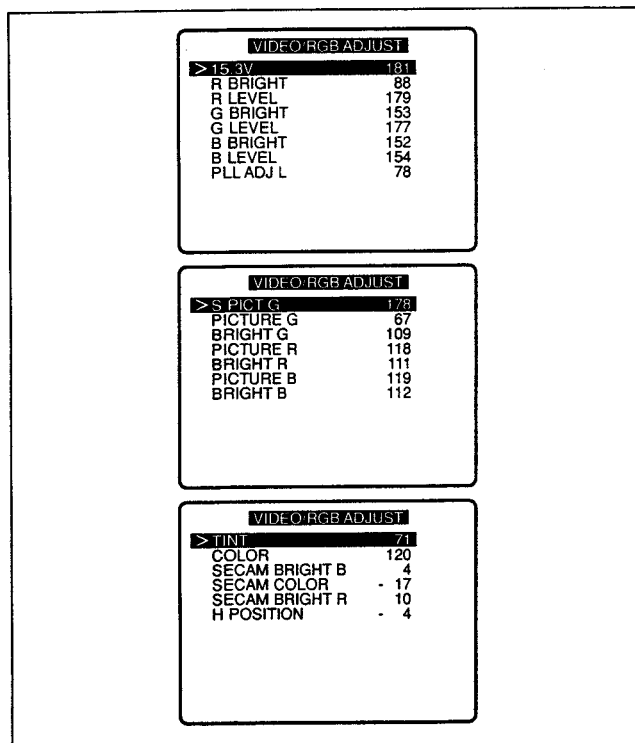 VIDEO/RGB ADJUST
> 15.3V 181
R BRIGHT 88
R LEVEL 179
G BRIGHT 153
G LEVEL 177
B BRIGHT 152
B LEVEL 154
PLL ADJ L 78
VIDEO/RGB ADJUST
> S PICT G 178
PICTURE G 67
BRIGHT G 109
PICTURE R 118
BRIGHT R 111
PICTURE B 119
BRIGHT B 112
VIDEO/RGB ADJUST
> TINT 71
COLOR 120
SECAM BRIGHT B 4
SECAM COLOR - 17
SECAM BRIGHT R 10
H POSITION - 4